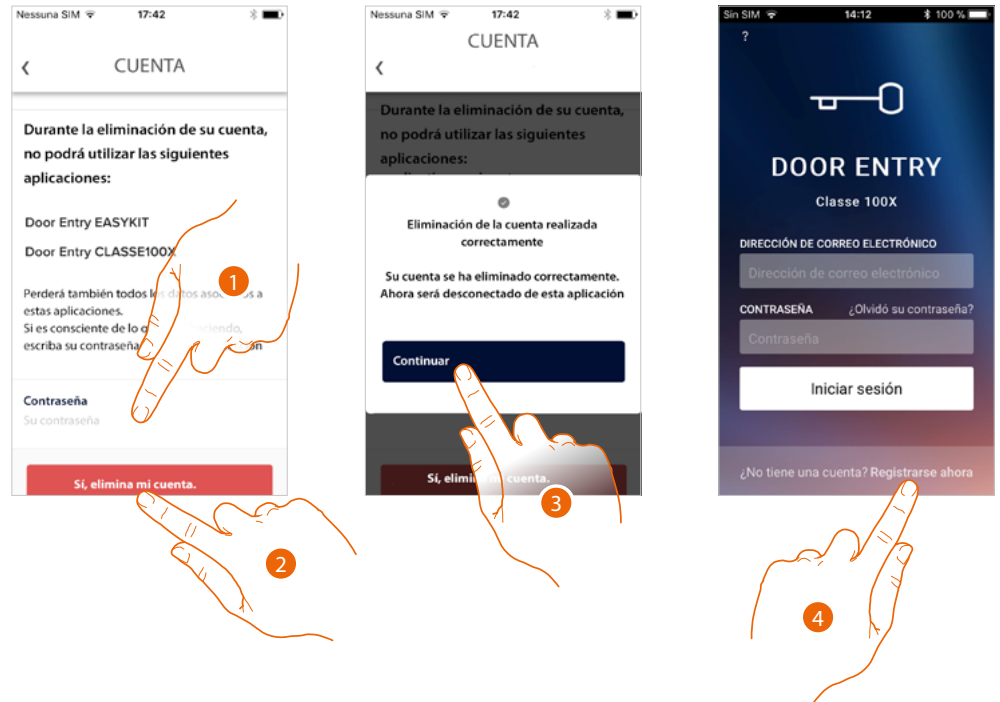 Nessuna SIM 17:42
CUENTA
Durante la eliminación de su cuenta,
no podrá utilizar las siguientes
aplicaciones:
Door Entry EASYKIT
Door Entry CLASSE100X
Perderá también todos los datos asociados a
estas aplicaciones.
Si es consciente de lo q ciendo,
escriba su contraseña
Contraseña
Su contraseña
Sí, elimina mi cuenta.
1
2
Nessuna SIM 17:42
CUENTA
Durante la eliminación de su cuenta,
no podrá utilizar las siguientes
aplicaciones:
Eliminación de la cuenta realizada
correctamente
Su cuenta se ha eliminado correctamente.
Ahora será desconectado de esta aplicación
Continuar
Sí, elimina mi cuenta.
3
Sin SIM 14:12 100 %
?
DOOR ENTRY
Classe 100X
DIRECCIÓN DE CORREO ELECTRÓNICO
Dirección de correo electrónico
CONTRASEÑA ¿Olvidó su contraseña?
Contraseña
Iniciar sesión
¿No tiene una cuenta? Registrarse ahora
4